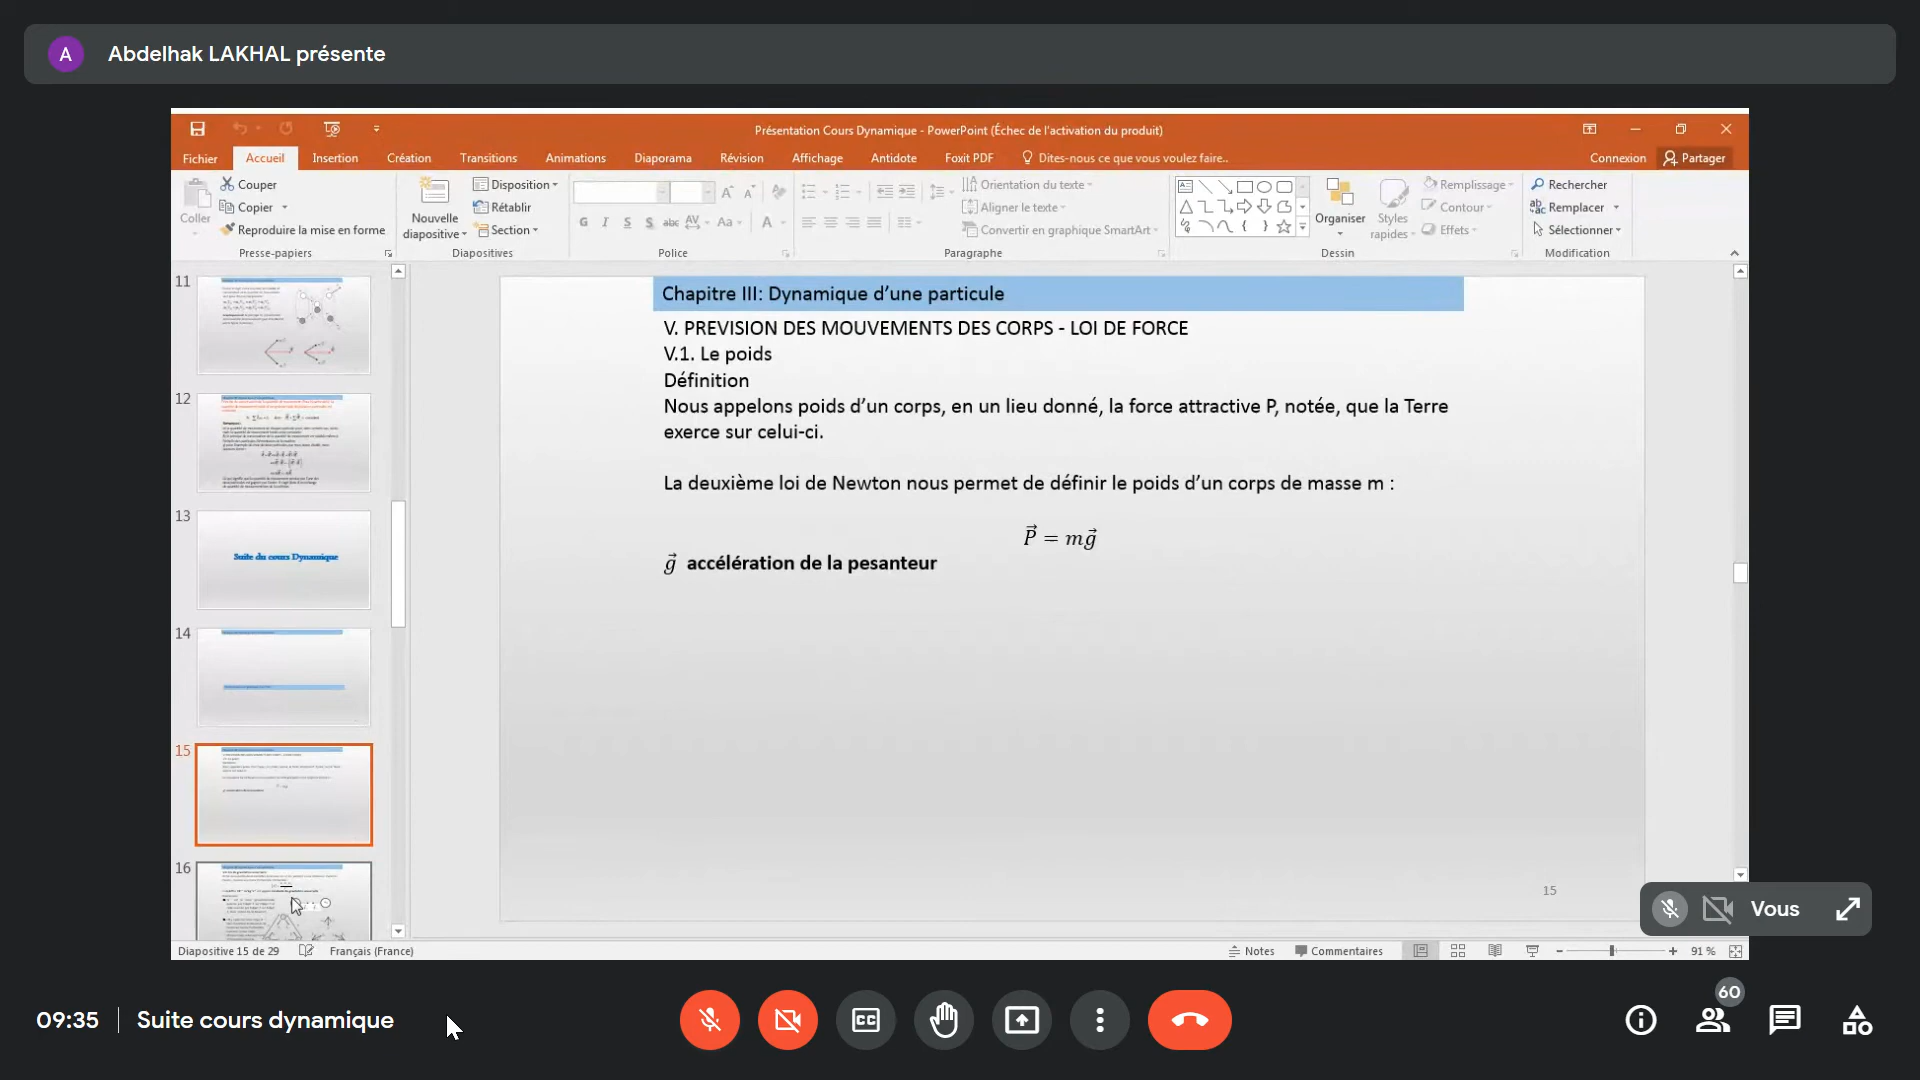 A
Abdelhak LAKHAL présente
Présentation Cours Dynamique - PowerPoint (Échec de l'activation du produit)
Fichier
Accueil
Insertion
Création
Transitions
Animations
Diaporama
Révision
Affichage
Antidote
Foxit PDF
Dites-nous ce que vous voulez faire..
Connexion
Partager
Coller
Couper
Copier
Reproduire la mise en forme
Presse-papiers
Nouvelle diapositive
Disposition
Rétablir
Section
Diapositives
G I S S abc AV Aa A
Police
Orientation du texte
Aligner le texte
Convertir en graphique SmartArt
Paragraphe
Organiser
Styles rapides
Remplissage
Contour
Effets
Dessin
Rechercher
Remplacer
Sélectionner
Modification
11
12
13
Suite du cours Dynamique
14
15
16
Chapitre III: Dynamique d'une particule
V. PREVISION DES MOUVEMENTS DES CORPS - LOI DE FORCE
V.1. Le poids
Définition
Nous appelons poids d'un corps, en un lieu donné, la force attractive P, notée, que la Terre
exerce sur celui-ci.
La deuxième loi de Newton nous permet de définir le poids d'un corps de masse m :
$\vec{P} = m\vec{g}$
$\vec{g}$ accélération de la pesanteur
15
Vous
Diapositive 15 de 29
Français (France)
Notes
Commentaires
91 %
09:35
Suite cours dynamique
CC
60